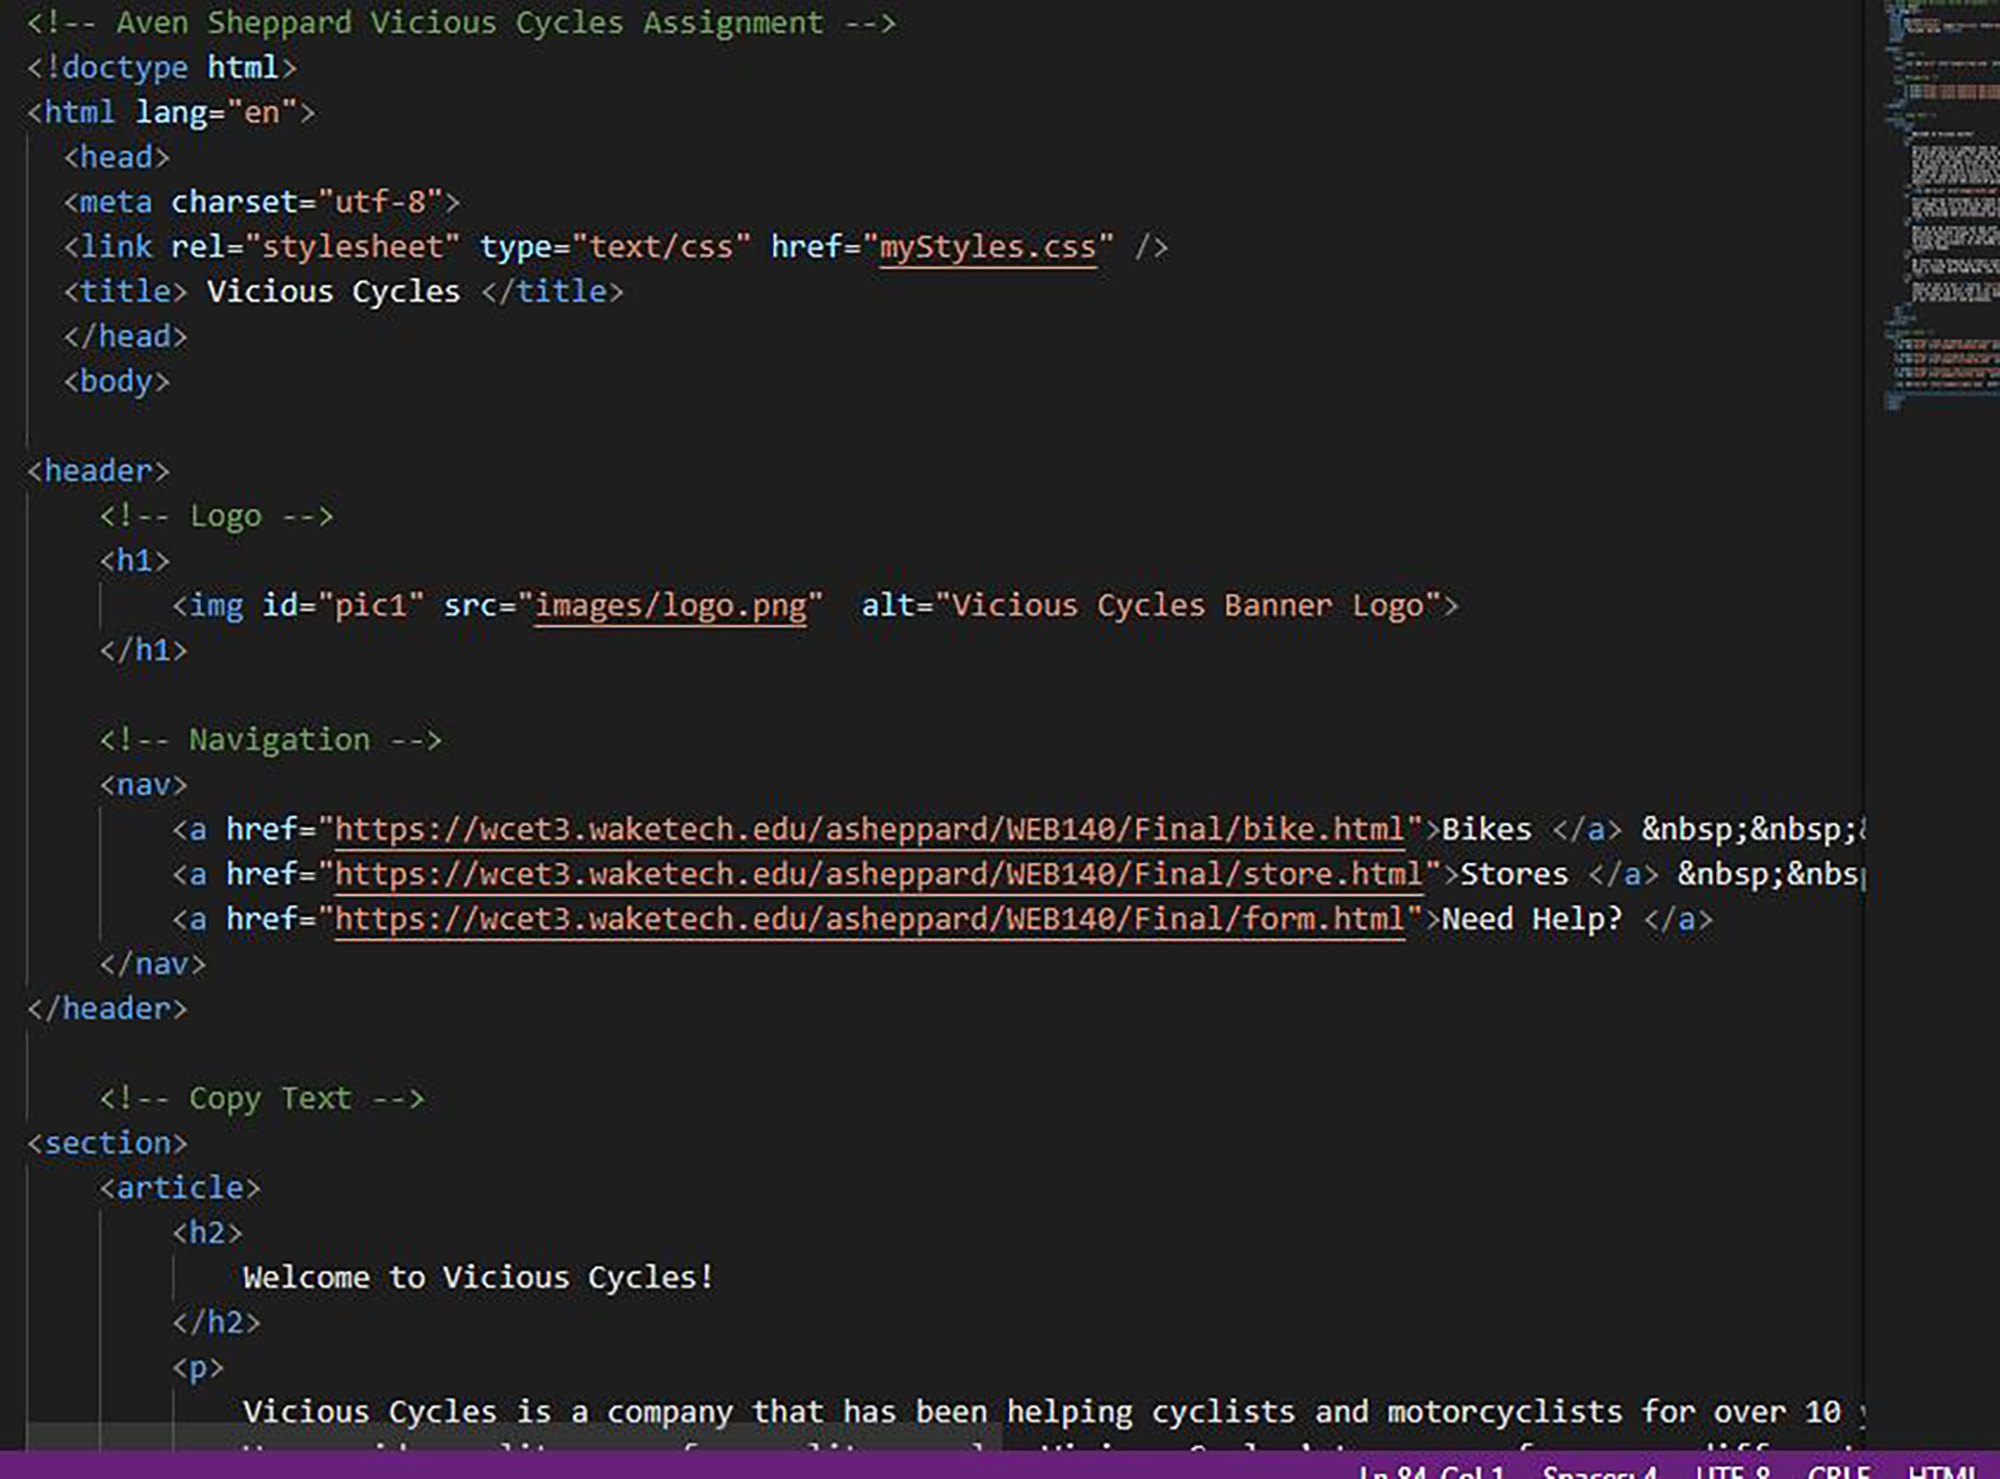 <!-- Aven Sheppard Vicious Cycles Assignment -->
<!doctype html>
<html lang="en">
<head>
<meta charset="utf-8">
<link rel="stylesheet" type="text/css" href="myStyles.css" />
<title> Vicious Cycles </title>
</head>
<body>
<header>
<!-- Logo -->
<h1>
<img id="pic1" src="images/logo.png"  alt="Vicious Cycles Banner Logo">
</h1>
<!-- Navigation -->
<nav>
<a href="https://wcet3.waketech.edu/asheppard/WEB140/Final/bike.html">Bikes </a> &nbsp;&nbsp;
<a href="https://wcet3.waketech.edu/asheppard/WEB140/Final/store.html">Stores </a> &nbsp;&nbs
<a href="https://wcet3.waketech.edu/asheppard/WEB140/Final/form.html">Need Help? </a>
</nav>
</header>
<!-- Copy Text -->
<section>
<article>
<h2>
Welcome to Vicious Cycles!
</h2>
<p>
Vicious Cycles is a company that has been helping cyclists and motorcyclists for over 10
Ln 84, Col 1 Spaces: 4 UTF-8 CRLF HTML